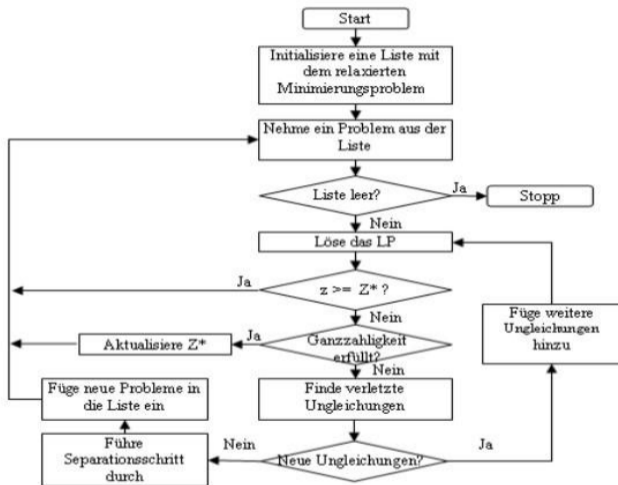 Start
Initialisiere eine Liste mit
dem relaxierten
Minimierungsproblem
Nehme ein Problem aus der
Liste
Liste leer?
Ja
Stopp
Nein
Löse das LP
Ja
z >= Z* ?
Nein
Füge weitere
Ungleichungen
hinzu
Aktualisiere Z*
Ja
Ganzzahligkeit
erfüllt?
Nein
Füge neue Probleme in
die Liste ein
Finde verletzte
Ungleichungen
Führe
Separationsschritt
durch
Nein
Neue Ungleichungen?
Ja